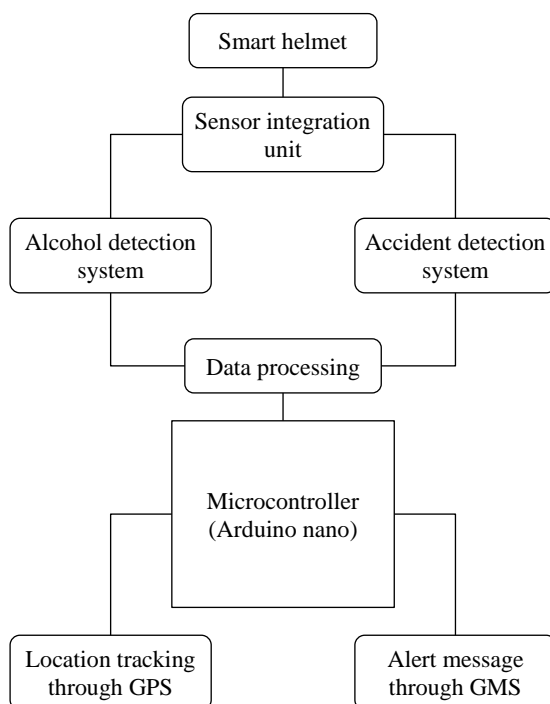 Smart helmet
Sensor integration
unit
Alcohol detection
system
Accident detection
system
Data processing
Microcontroller
(Arduino nano)
Location tracking
through GPS
Alert message
through GMS